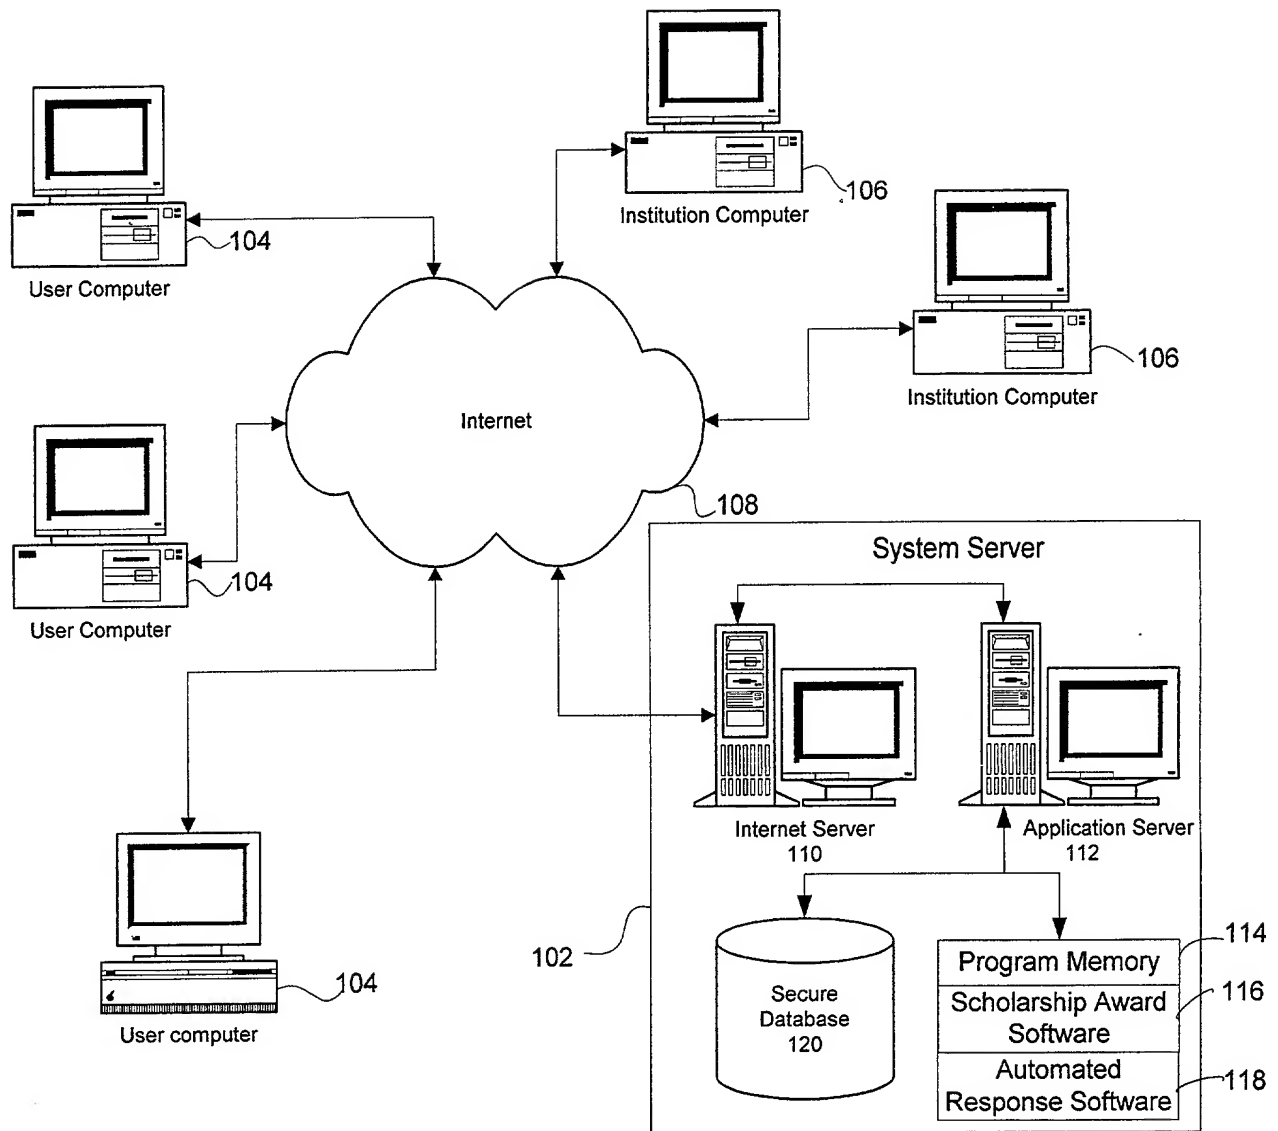 106
Institution Computer
104
User Computer
106
Institution Computer
Internet
108
104
User Computer
System Server
Internet Server
110
Application Server
112
102
Secure
Database
120
Program Memory
114
Scholarship Award
Software
116
Automated
Response Software
118
104
User computer